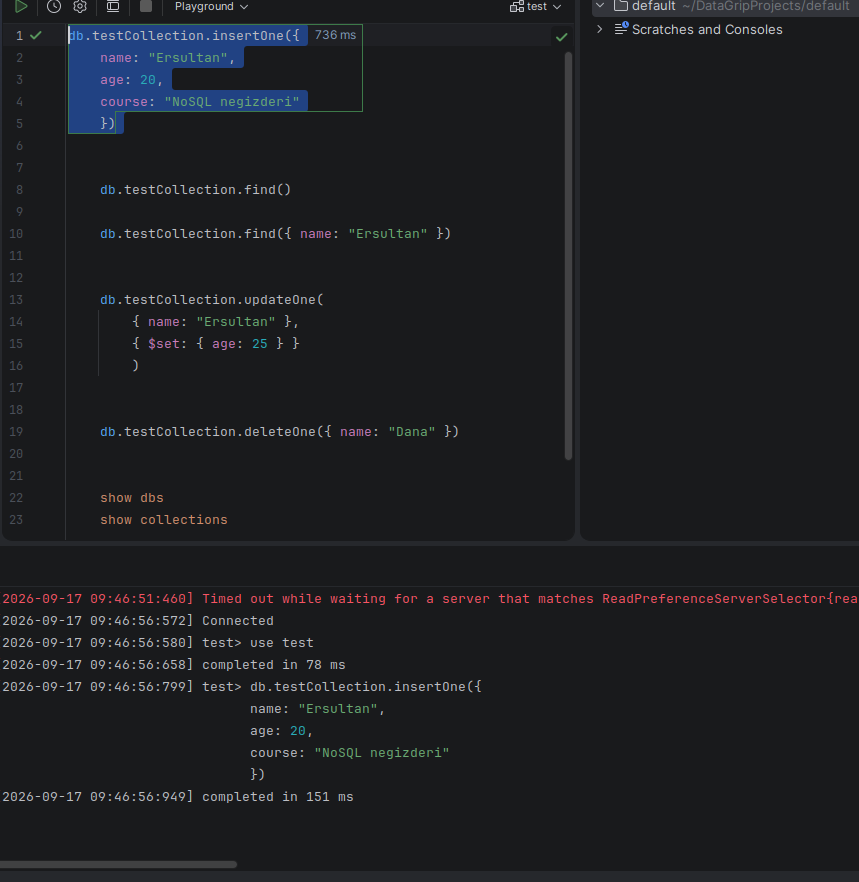 Playground
test
default ~/DataGripProjects/default
Scratches and Consoles
1 db.testCollection.insertOne({ 736 ms
2 name: "Ersultan",
3 age: 20,
4 course: "NoSQL negizderi"
5 })
6
7
8 db.testCollection.find()
9
10 db.testCollection.find({ name: "Ersultan" })
11
12
13 db.testCollection.updateOne(
14 { name: "Ersultan" },
15 { $set: { age: 25 } }
16 )
17
18
19 db.testCollection.deleteOne({ name: "Dana" })
20
21
22 show dbs
23 show collections
2026-09-17 09:46:51:460] Timed out while waiting for a server that matches ReadPreferenceServerSelector{rea
2026-09-17 09:46:56:572] Connected
2026-09-17 09:46:56:580] test> use test
2026-09-17 09:46:56:658] completed in 78 ms
2026-09-17 09:46:56:799] test> db.testCollection.insertOne({
name: "Ersultan",
age: 20,
course: "NoSQL negizderi"
})
2026-09-17 09:46:56:949] completed in 151 ms